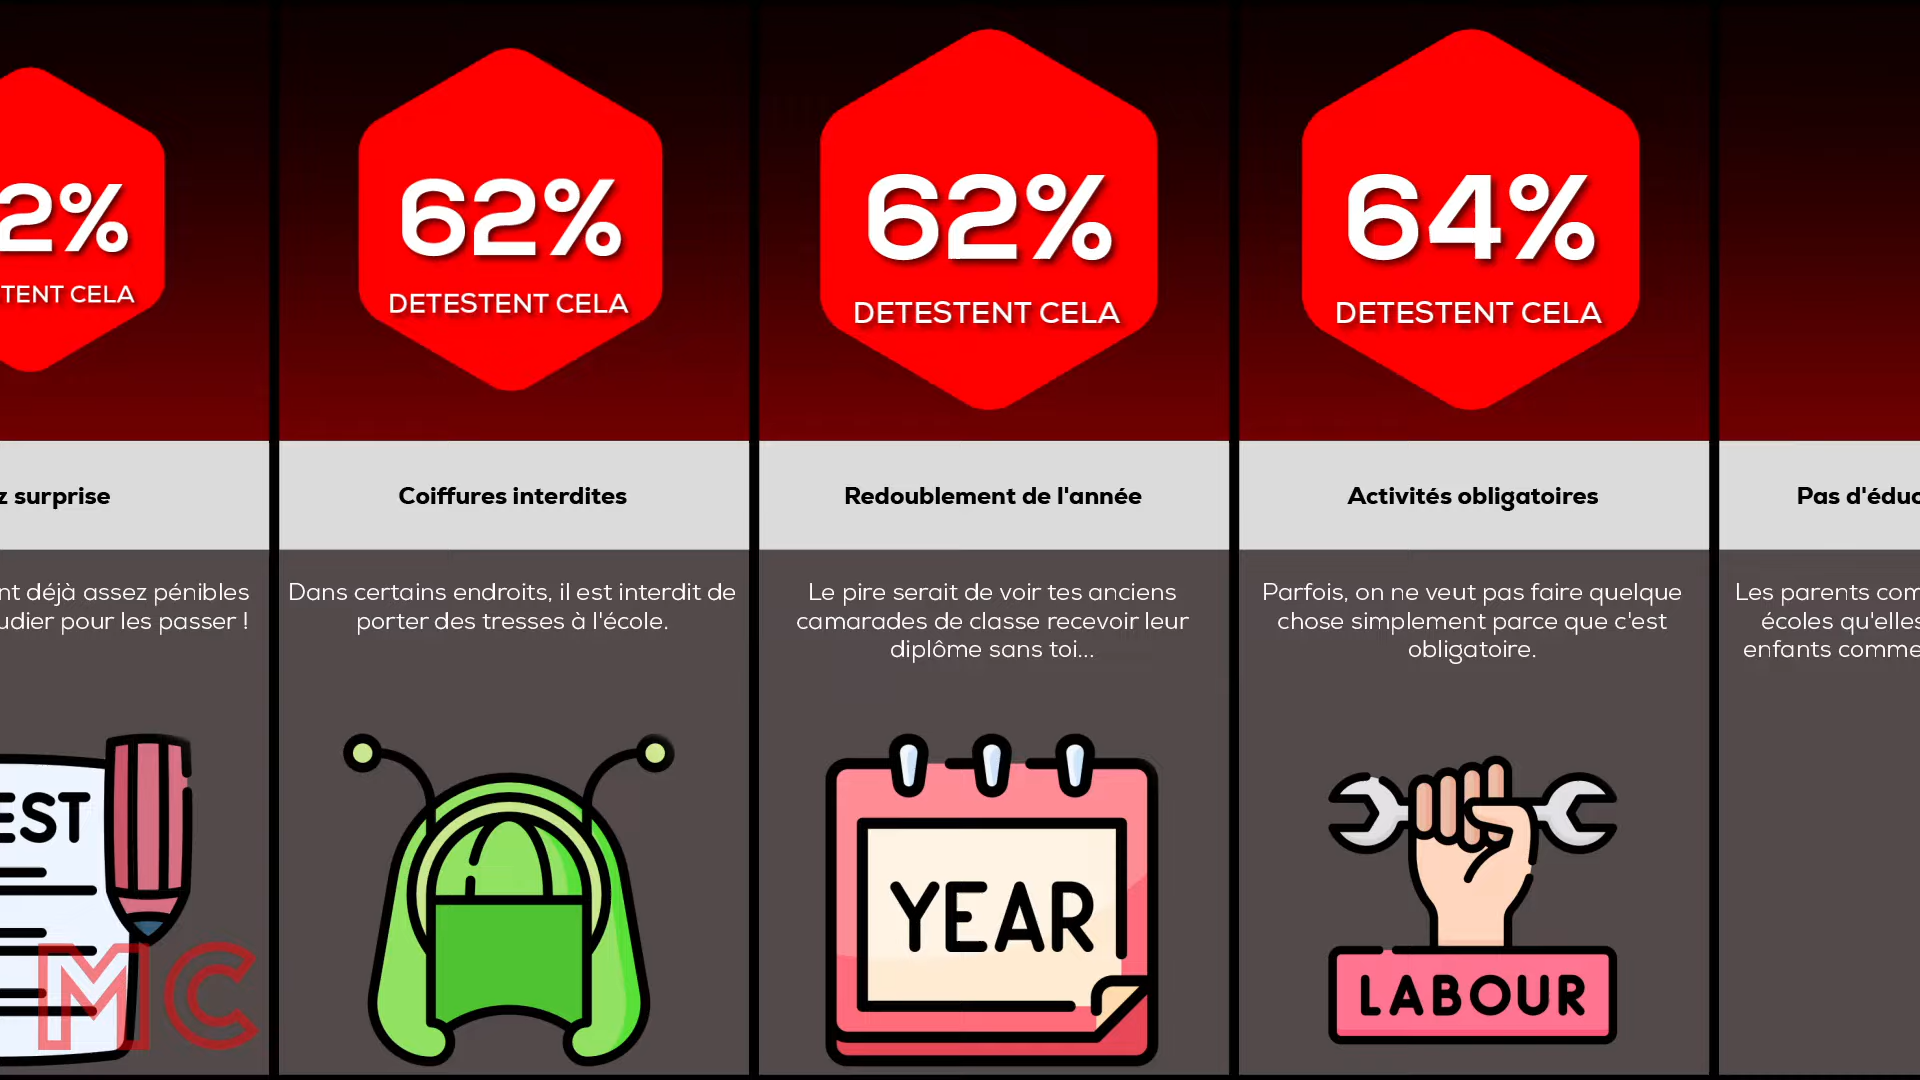 2%
TENT CELA
z surprise
nt déjà assez pénibles
udier pour les passer !
EST
MC
62%
DETESTENT CELA
Coiffures interdites
Dans certains endroits, il est interdit de
porter des tresses à l'école.
62%
DETESTENT CELA
Redoublement de l'année
Le pire serait de voir tes anciens
camarades de classe recevoir leur
diplôme sans toi...
YEAR
64%
DETESTENT CELA
Activités obligatoires
Parfois, on ne veut pas faire quelque
chose simplement parce que c'est
obligatoire.
LABOUR
Pas d'éduc
Les parents com
écoles qu'elles
enfants comme